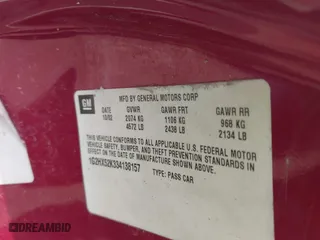 GM
MFD BY GENERAL MOTORS CORP
DATE GVWR GAWR FRT GAWR RR
10/02 2074 KG 1106 KG 968 KG
4572 LB 2438 LB 2134 LB
THIS VEHICLE CONFORMS TO ALL APPLICABLE U.S. FEDERAL MOTOR
VEHICLE SAFETY, BUMPER, AND THEFT PREVENTION STANDARDS IN
EFFECT ON THE DATE OF MANUFACTURE SHOWN ABOVE.
1G2HX52K334138157 TYPE: PASS CAR
DREAMBID